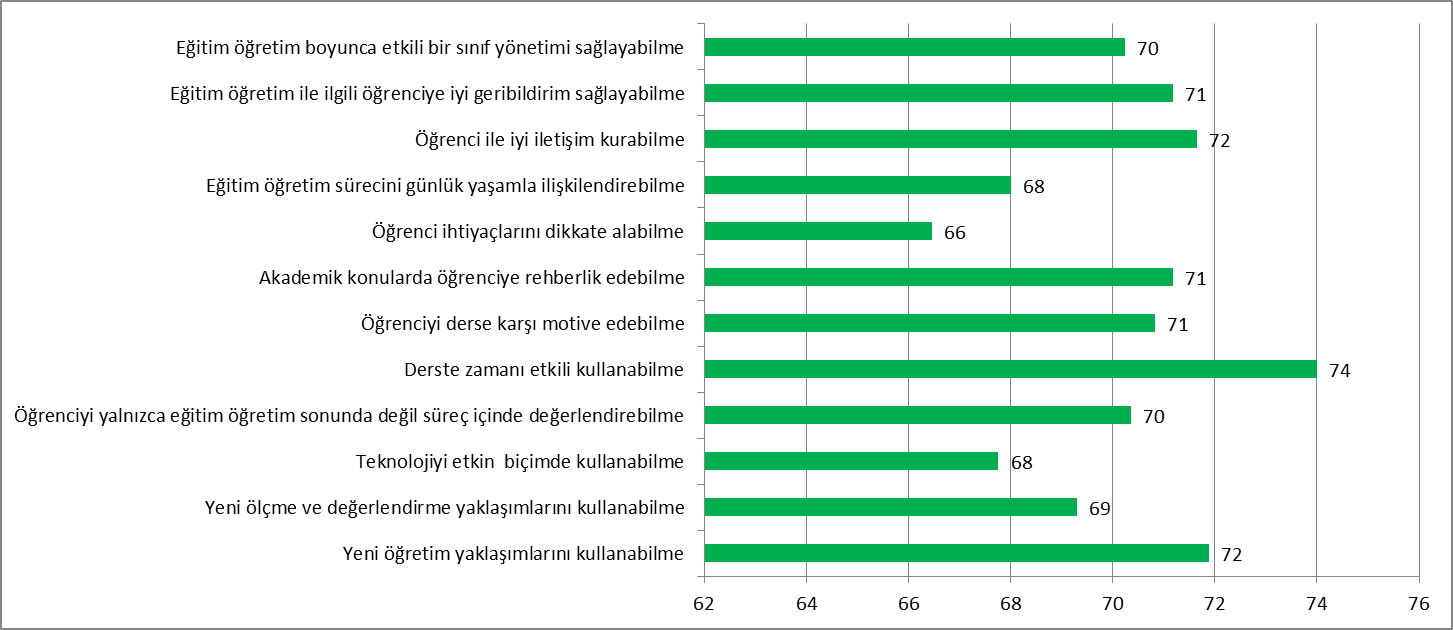 Eğitim öğretim boyunca etkili bir sınıf yönetimi sağlayabilme 70
Eğitim öğretim ile ilgili öğrenciye iyi geribildirim sağlayabilme 71
Öğrenci ile iyi iletişim kurabilme 72
Eğitim öğretim sürecini günlük yaşamla ilişkilendirebilme 68
Öğrenci ihtiyaçlarını dikkate alabilme 66
Akademik konularda öğrenciye rehberlik edebilme 71
Öğrenciyi derse karşı motive edebilme 71
Derste zamanı etkili kullanabilme 74
Öğrenciyi yalnızca eğitim öğretim sonunda değil süreç içinde değerlendirebilme 70
Teknolojiyi etkin  biçimde kullanabilme 68
Yeni ölçme ve değerlendirme yaklaşımlarını kullanabilme 69
Yeni öğretim yaklaşımlarını kullanabilme 72
62 64 66 68 70 72 74 76